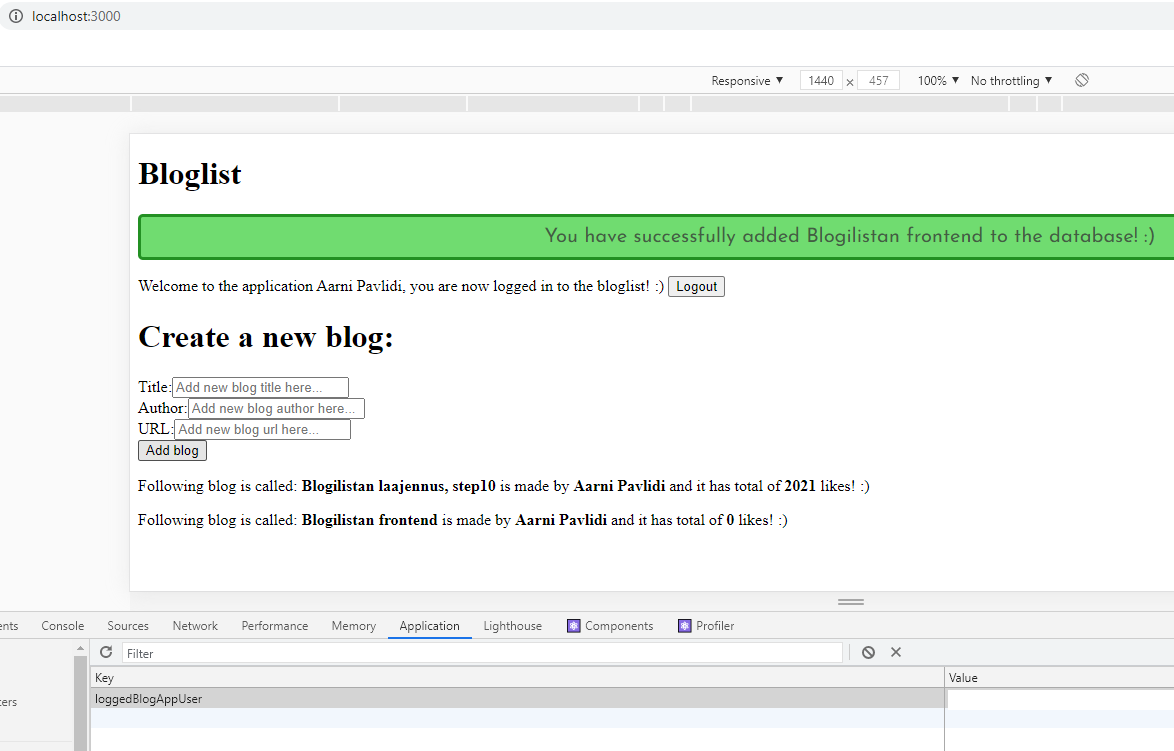 localhost:3000
Responsive ▼ 1440 × 457 100% ▼ No throttling ▼
Bloglist
You have successfully added Blogilistan frontend to the database! :)
Welcome to the application Aarni Pavlidi, you are now logged in to the bloglist! :) Logout
Create a new blog:
Title: Add new blog title here...
Author: Add new blog author here...
URL: Add new blog url here...
Add blog
Following blog is called: Blogilistan laajennus, step10 is made by Aarni Pavlidi and it has total of 2021 likes! :)
Following blog is called: Blogilistan frontend is made by Aarni Pavlidi and it has total of 0 likes! :)
ents Console Sources Network Performance Memory Application Lighthouse Components Profiler
Filter
Key Value
loggedBlogAppUser
ters